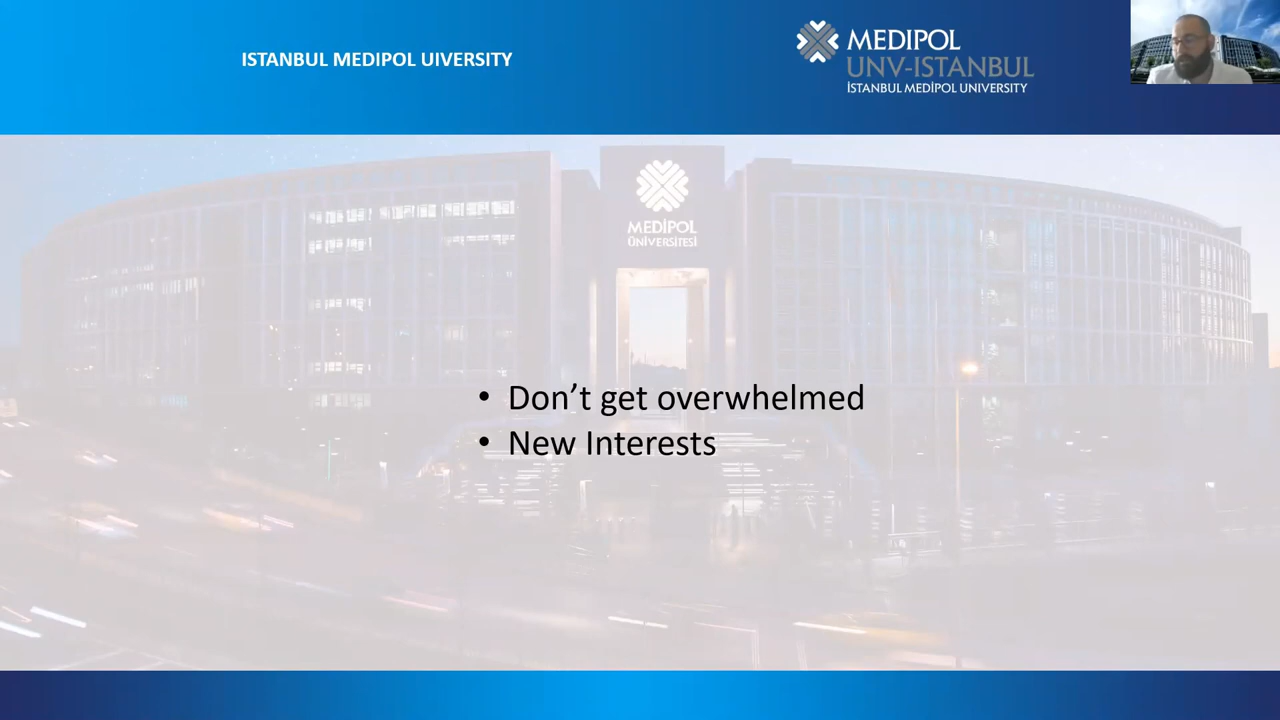 ISTANBUL MEDIPOL UIVERSITY
MEDIPOL
UNV-ISTANBUL
İSTANBUL MEDİPOL UNIVERSITY
MEDİPOL
ÜNİVERSİTESİ
• Don’t get overwhelmed
• New Interests